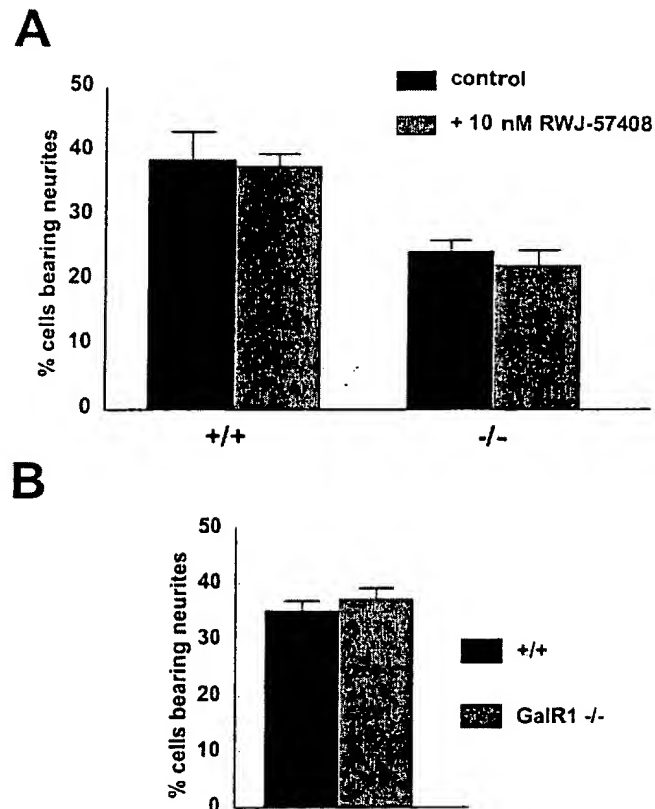 A
50
40
30
20
10
0
% cells bearing neurites
control
+ 10 nM RWJ-57408
+/+
-/-
B
50
40
30
20
10
0
% cells bearing neurites
+/+
GalR1 -/-